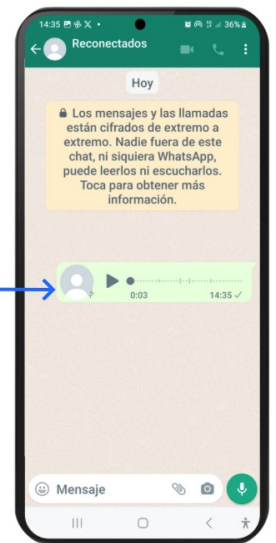 14:35
36%
Reconectados
Hoy
Los mensajes y las llamadas
están cifrados de extremo a
extremo. Nadie fuera de este
chat, ni siquiera WhatsApp,
puede leerlos ni escucharlos.
Toca para obtener más
información.
0:03 14:35
Mensaje